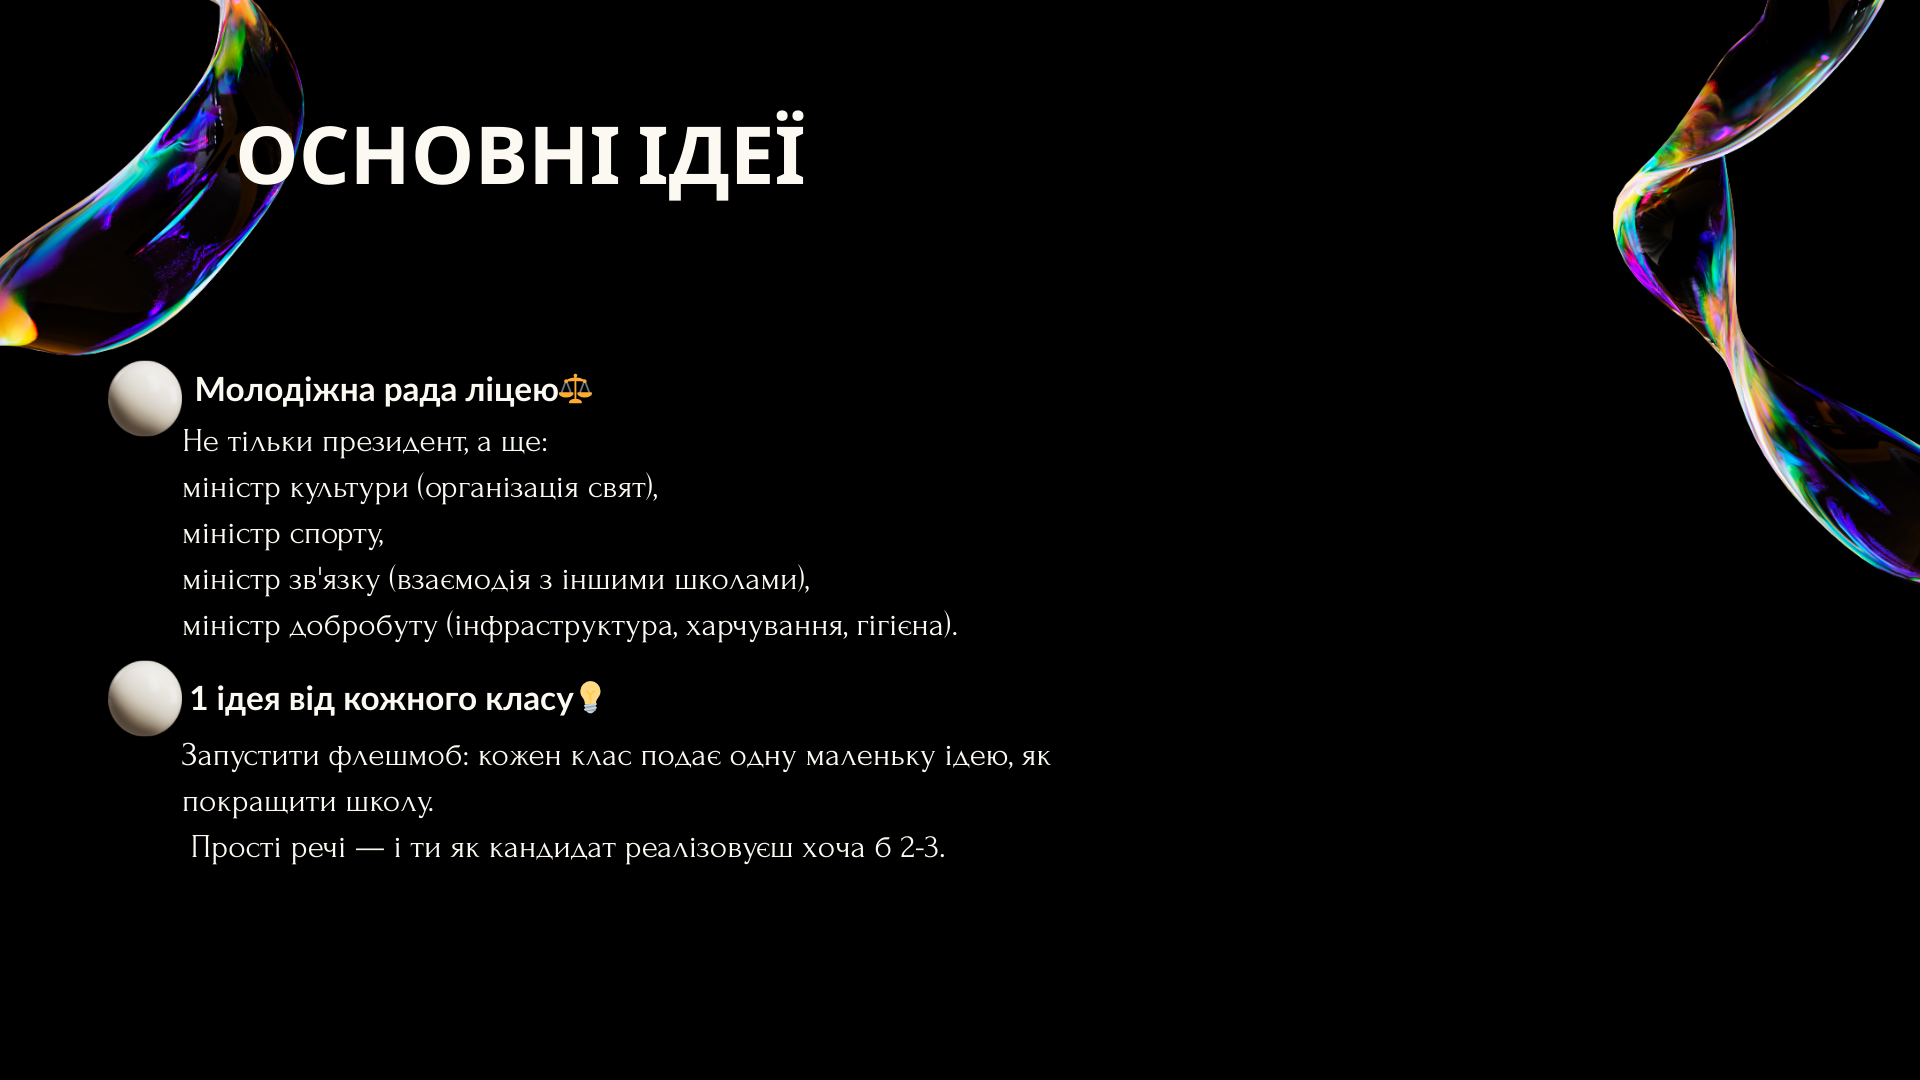 ОСНОВНІ ІДЕЇ
Молодіжна рада ліцею⚖️
Не тільки президент, а ще:
міністр культури (організація свят),
міністр спорту,
міністр зв'язку (взаємодія з іншими школами),
міністр добробуту (інфраструктура, харчування, гігієна).
1 ідея від кожного класу💡
Запустити флешмоб: кожен клас подає одну маленьку ідею, як
покращити школу.
Прості речі — і ти як кандидат реалізовуєш хоча б 2-3.